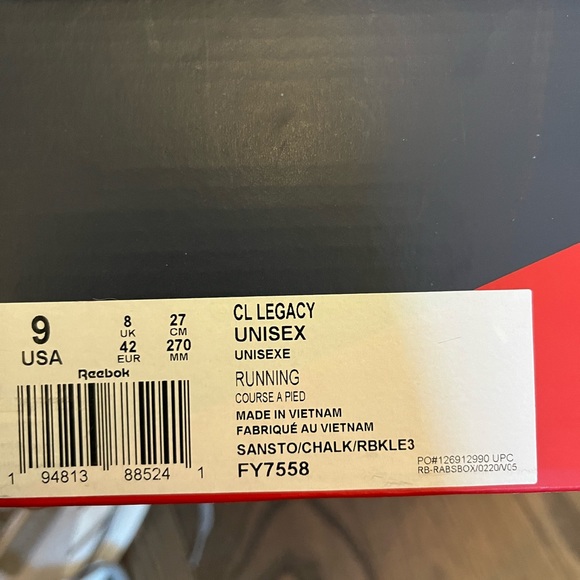 9
USA
8
UK
42
EUR
27
CM
270
MM
Reebok
1 94813 88524 1
CL LEGACY
UNISEX
UNISEXE
RUNNING
COURSE A PIED
MADE IN VIETNAM
FABRIQUÉ AU VIETNAM
SANSTO/CHALK/RBKLE3
FY7558
PO#126912990 UPC
RB-RABSBOX/0220/V05